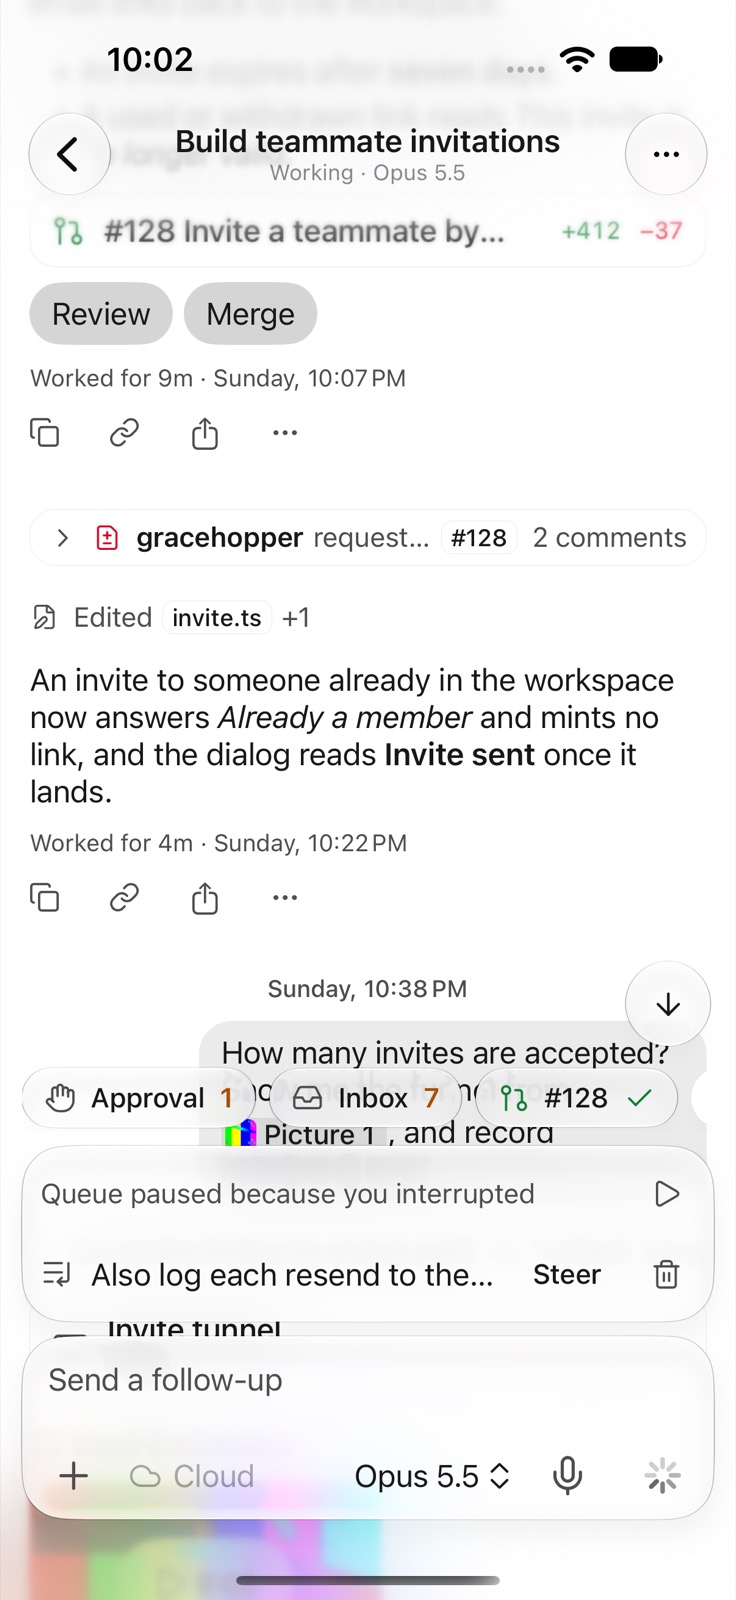 10:02
Build teammate invitations
Working · Opus 5.5
#128 Invite a teammate by... +412 −37
Review Merge
Worked for 9m · Sunday, 10:07 PM
gracehopper request... #128 2 comments
Edited invite.ts +1
An invite to someone already in the workspace
now answers Already a member and mints no
link, and the dialog reads Invite sent once it
lands.
Worked for 4m · Sunday, 10:22 PM
Sunday, 10:38 PM
How many invites are accepted?
Approval 1 Inbox 7 #128
Picture 1 , and record
Queue paused because you interrupted
Also log each resend to the... Steer
Invite tunnel
Send a follow-up
Cloud Opus 5.5